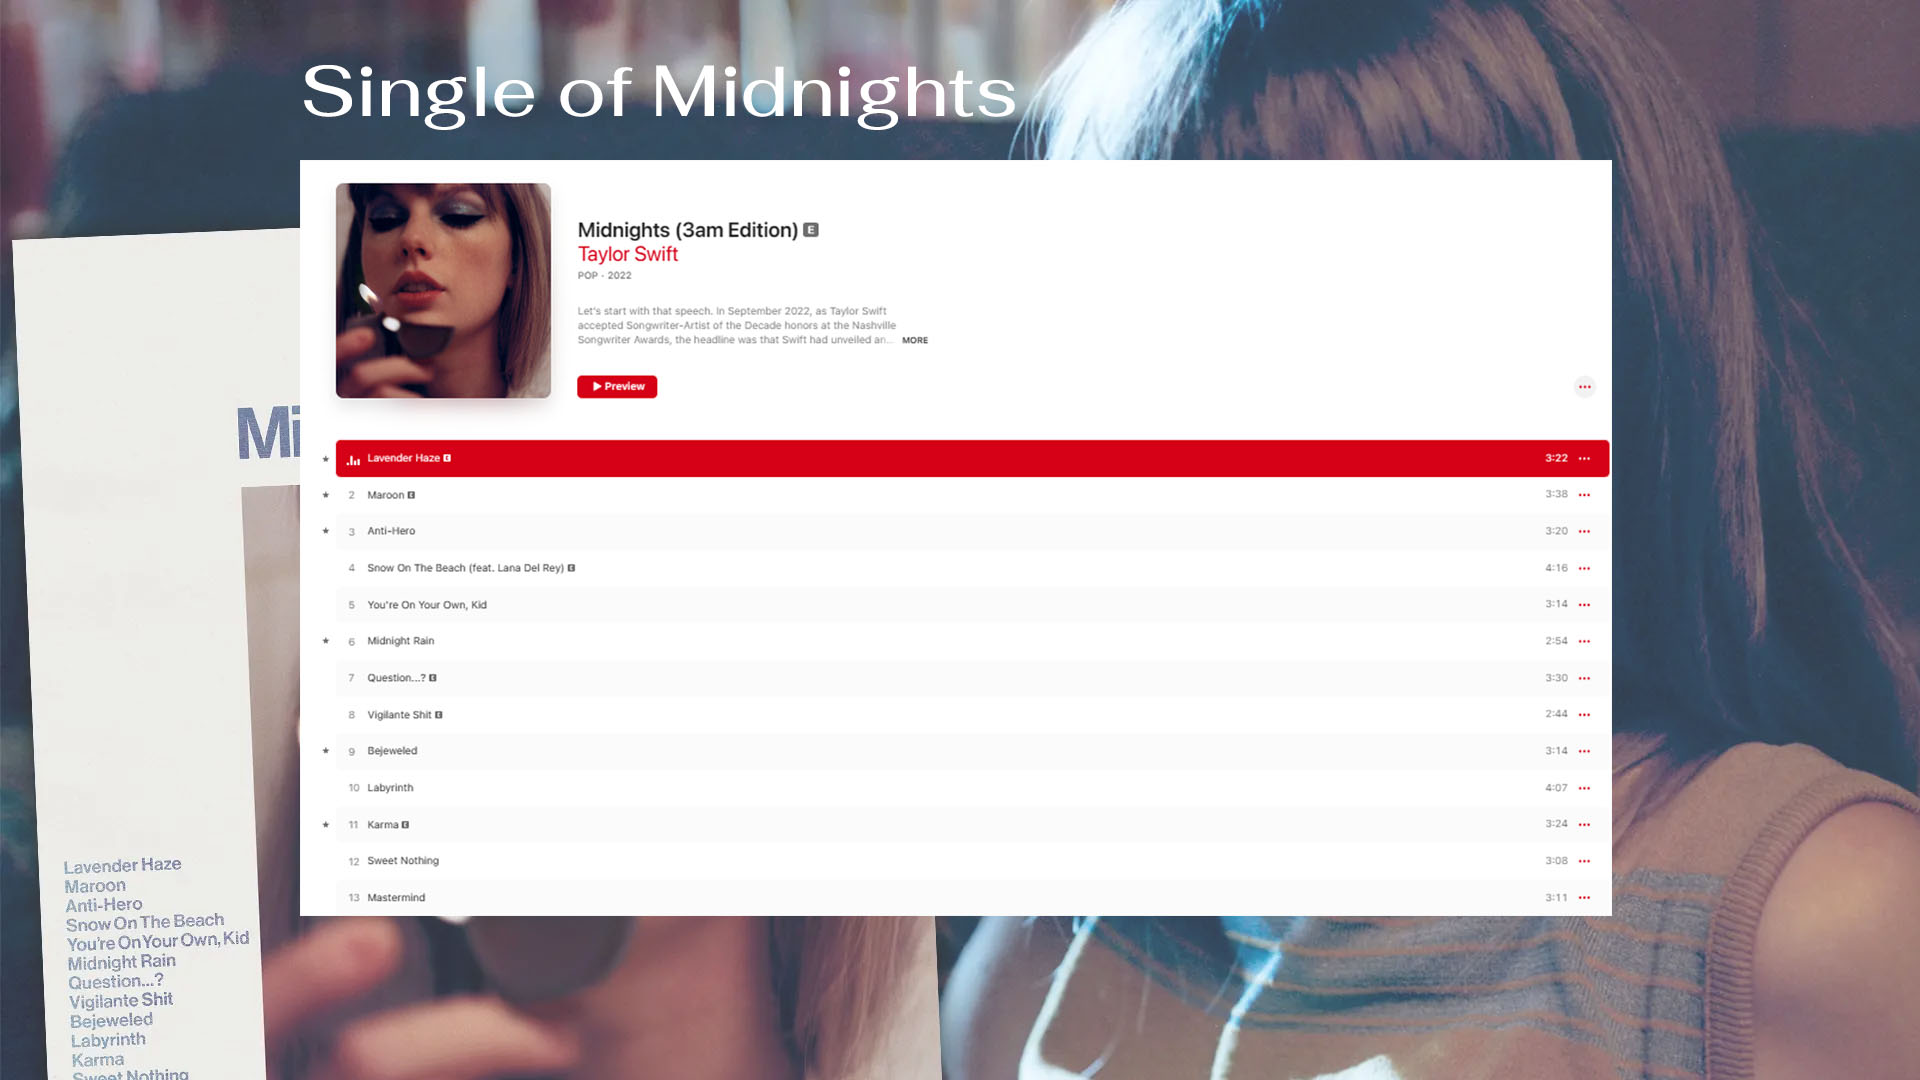 Single of Midnights
Midnights (3am Edition) E
Taylor Swift
POP · 2022
Let's start with that speech. In September 2022, as Taylor Swift
accepted Songwriter-Artist of the Decade honors at the Nashville
Songwriter Awards, the headline was that Swift had unveiled an... MORE
Preview
Lavender Haze E 3:22
2 Maroon E 3:38
3 Anti-Hero 3:20
4 Snow On The Beach (feat. Lana Del Rey) E 4:16
5 You're On Your Own, Kid 3:14
6 Midnight Rain 2:54
7 Question...? E 3:30
8 Vigilante Shit E 2:44
9 Bejeweled 3:14
10 Labyrinth 4:07
11 Karma E 3:24
12 Sweet Nothing 3:08
13 Mastermind 3:11
Mi
Lavender Haze
Maroon
Anti-Hero
Snow On The Beach
You're On Your Own, Kid
Midnight Rain
Question...?
Vigilante Shit
Bejeweled
Labyrinth
Karma
Sweet Nothing